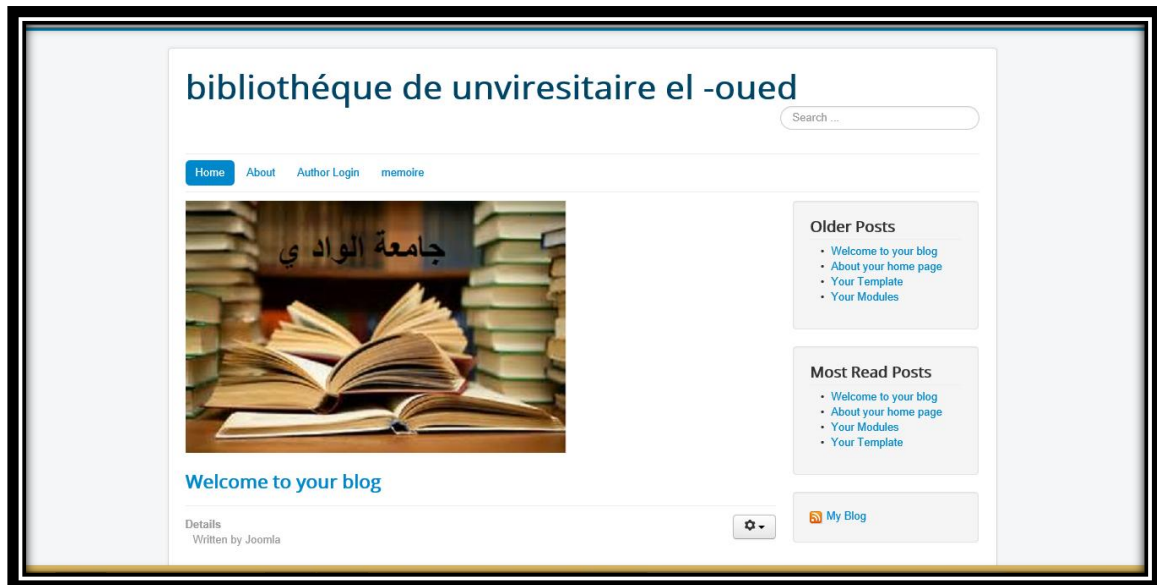 bibliothéque de unviresitaire el -oued
Search ...
Home About Author Login memoire
جامعة الواد ي
Welcome to your blog
Details
Written by Joomla
Older Posts
Welcome to your blog
About your home page
Your Template
Your Modules
Most Read Posts
Welcome to your blog
About your home page
Your Modules
Your Template
My Blog